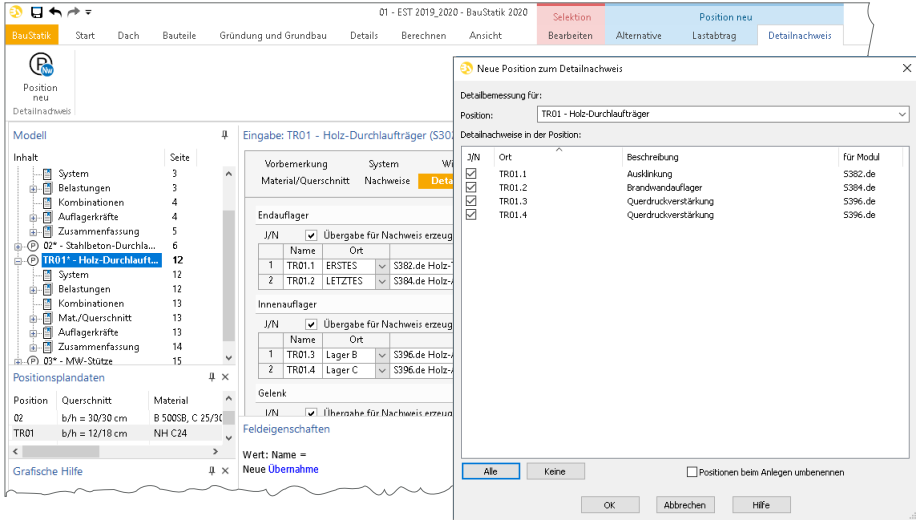 01 - EST 2019_2020 - BauStatik 2020
Selektion
Position neu
BauStatik Start Dach Bauteile Gründung und Grundbau Details Berechnen Ansicht Bearbeiten Alternative Lastabtrag Detailnachweis
Position
neu
Detailnachweis
Modell
Inhalt Seite
System 3
Belastungen 3
Kombinationen 4
Auflagerkräfte 4
Zusammenfassung 5
02* - Stahlbeton-Durchla... 6
TR01* - Holz-Durchlauft... 12
System 12
Belastungen 12
Kombinationen 13
Mat./Querschnitt 13
Auflagerkräfte 13
Zusammenfassung 14
03* - MW-Stütze 15
Positionsplandaten
Position Querschnitt Material
02 b/h = 30/30 cm B 500SB, C 25/30
TR01 b/h = 12/18 cm NH C24
Grafische Hilfe
Eingabe: TR01 - Holz-Durchlaufträger (S302
Vorbemerkung System Wi
Material/Querschnitt Nachweise Deta
Endauflager
J/N Übergabe für Nachweis erzeug
Name Ort
1 TR01.1 ERSTES S382.de Holz-
2 TR01.2 LETZTES S384.de Holz-
Innenauflager
J/N Übergabe für Nachweis erzeug
Name Ort
1 TR01.3 Lager B S396.de Holz-
2 TR01.4 Lager C S396.de Holz-
Gelenk
J/N Übergabe für Nachweis erzeug
Feldeigenschaften
Wert: Name =
Neue Übernahme
Neue Position zum Detailnachweis
Detailbemessung für:
Position: TR01 - Holz-Durchlaufträger
Detailnachweise in der Position:
J/N Ort Beschreibung für Modul
TR01.1 Ausklinkung S382.de
TR01.2 Brandwandauflager S384.de
TR01.3 Querdruckverstärkung S396.de
TR01.4 Querdruckverstärkung S396.de
Alle Keine Positionen beim Anlegen umbenennen
OK Abbrechen Hilfe